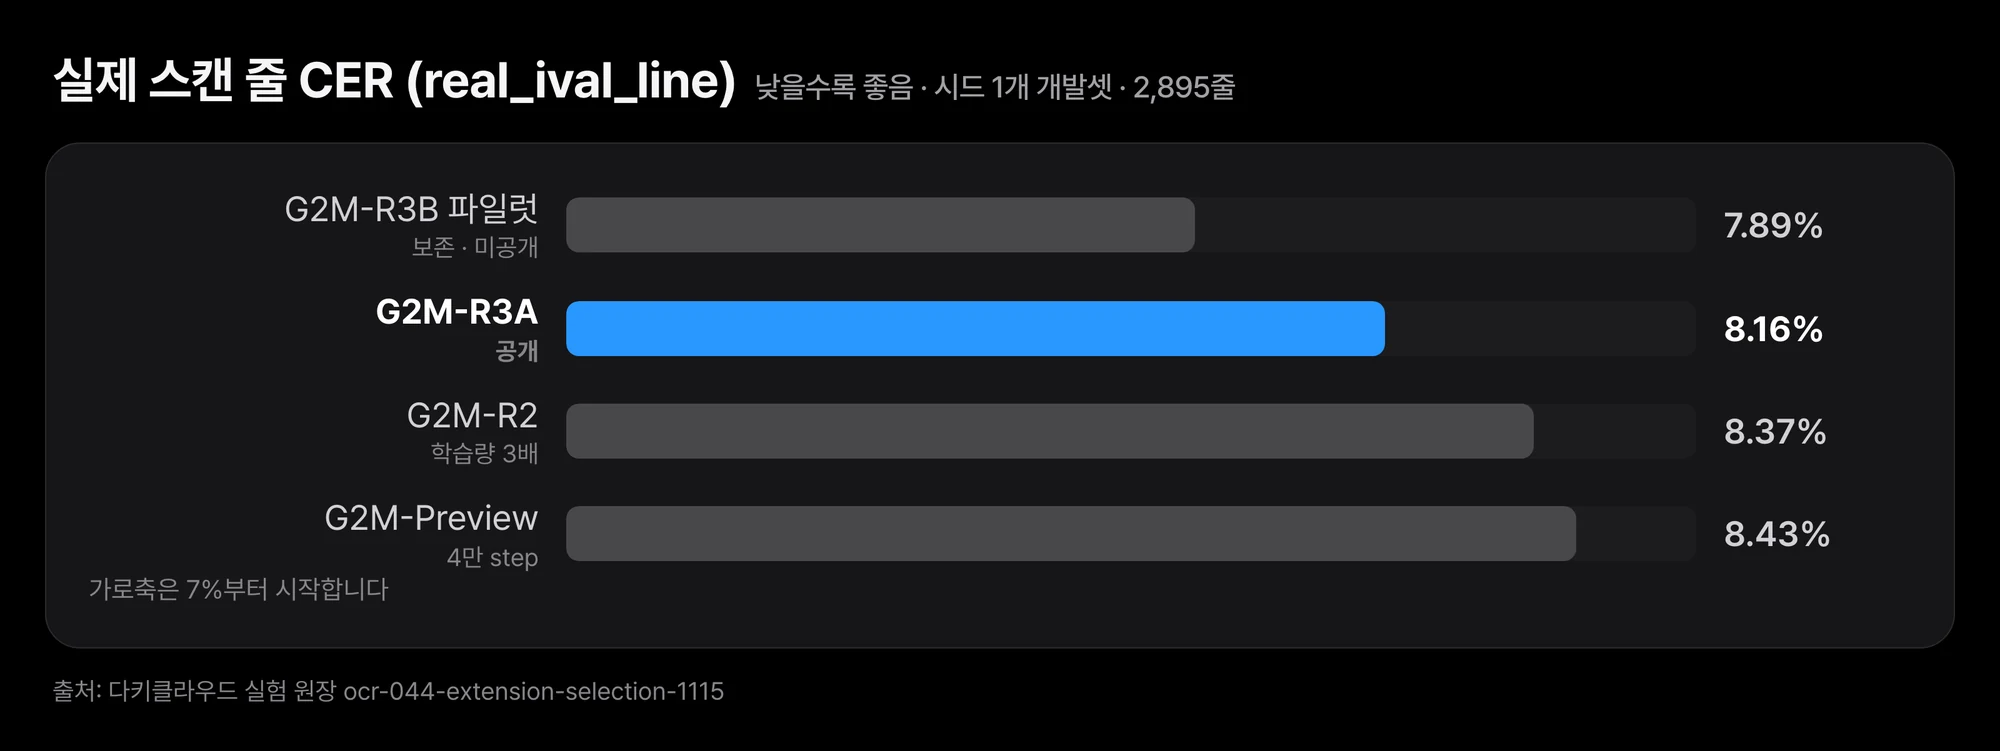 실제 스캔 줄 CER (real_ival_line) 낮을수록 좋음 · 시드 1개 개발셋 · 2,895줄
G2M-R3B 파일럿
보존 · 미공개
7.89%
G2M-R3A
공개
8.16%
G2M-R2
학습량 3배
8.37%
G2M-Preview
4만 step
8.43%
가로축은 7%부터 시작합니다
출처: 다키클라우드 실험 원장 ocr-044-extension-selection-1115